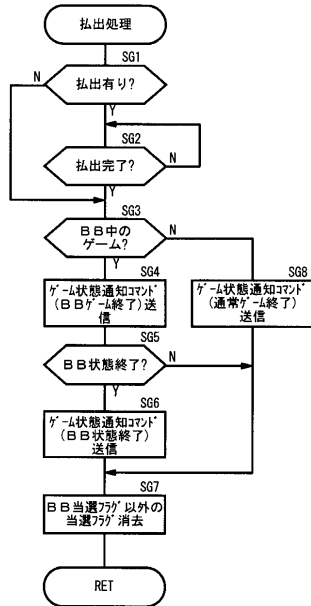 払出処理
SG1
払出有り?
N
Y
SG2
払出完了?
N
Y
SG3
BB中の
ゲーム?
N
Y
SG4
ゲーム状態通知コマンド
(BBゲーム終了)送
信
SG8
ゲーム状態通知コマンド
(通常ゲーム終了)
送信
SG5
BB状態終了?
N
Y
SG6
ゲーム状態通知コマンド
(BB状態終了)
送信
SG7
BB当選フラグ以外の
当選フラグ消去
RET